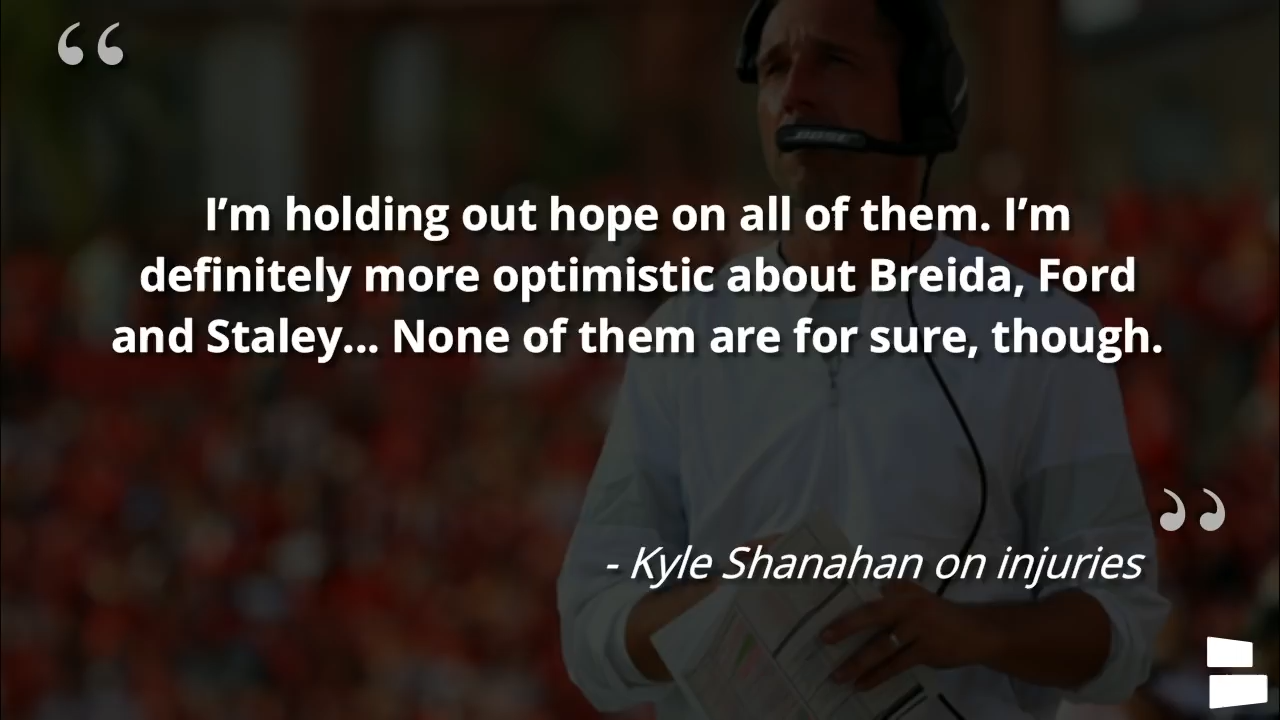 “
I’m holding out hope on all of them. I’m
definitely more optimistic about Breida, Ford
and Staley... None of them are for sure, though.
”
- Kyle Shanahan on injuries
BOSE